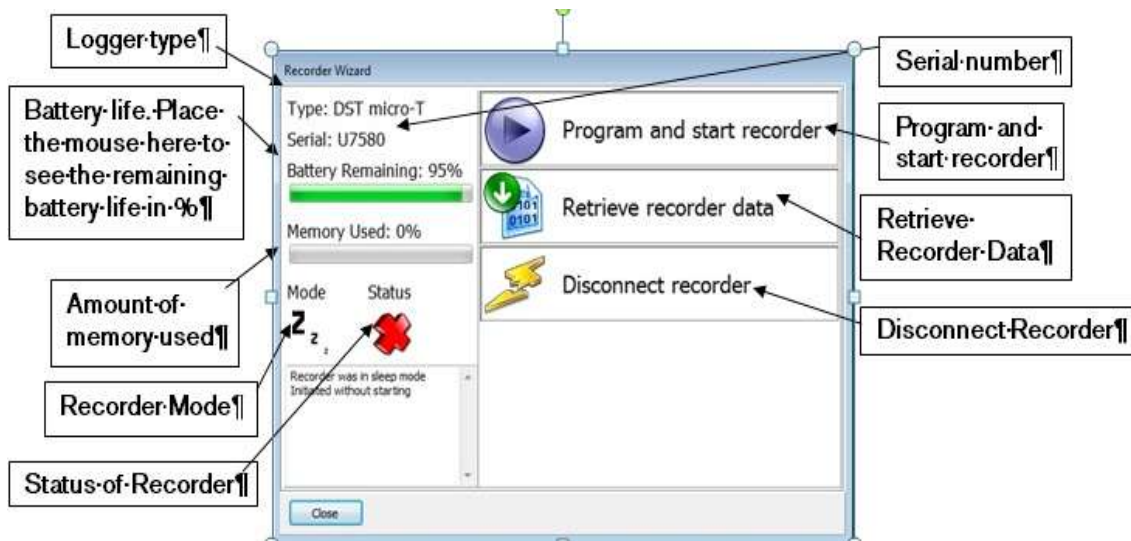 Logger·type¶
Battery·life.·Place·
the·mouse·here·to·
see·the·remaining·
battery·life·in·%¶
Amount·of·
memory·used¶
Recorder·Mode¶
Status·of·Recorder¶
Recorder Wizard
Type: DST micro-T
Serial: U7580
Battery Remaining: 95%
Memory Used: 0%
Mode
Status
Recorder was in sleep mode
Initiated without starting
Close
Program and start recorder
0101
0101
Retrieve recorder data
Disconnect recorder
Serial·number¶
Program·and·
start·recorder¶
Retrieve·
Recorder·Data¶
Disconnect·Recorder¶